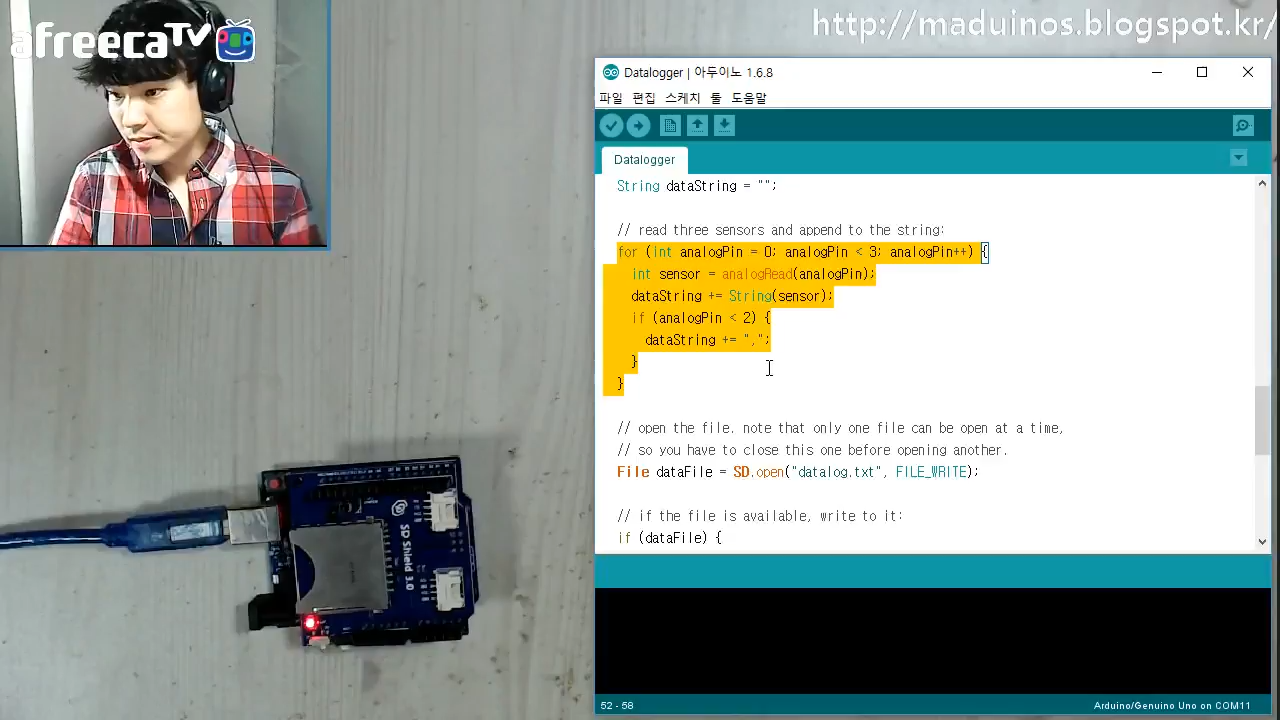 afreecaTV
http://maduinos.blogspot.kr/
Datalogger | 아두이노 1.6.8
파일 편집 스케치 툴 도움말
Datalogger
String dataString = "";
// read three sensors and append to the string:
for (int analogPin = 0; analogPin < 3; analogPin++) {
int sensor = analogRead(analogPin);
dataString += String(sensor);
if (analogPin < 2) {
dataString += ",";
}
}
// open the file. note that only one file can be open at a time,
// so you have to close this one before opening another.
File dataFile = SD.open("datalog.txt", FILE_WRITE);
// if the file is available, write to it:
if (dataFile) {
52 - 58
Arduino/Genuino Uno on COM11
SD Shield 3.0